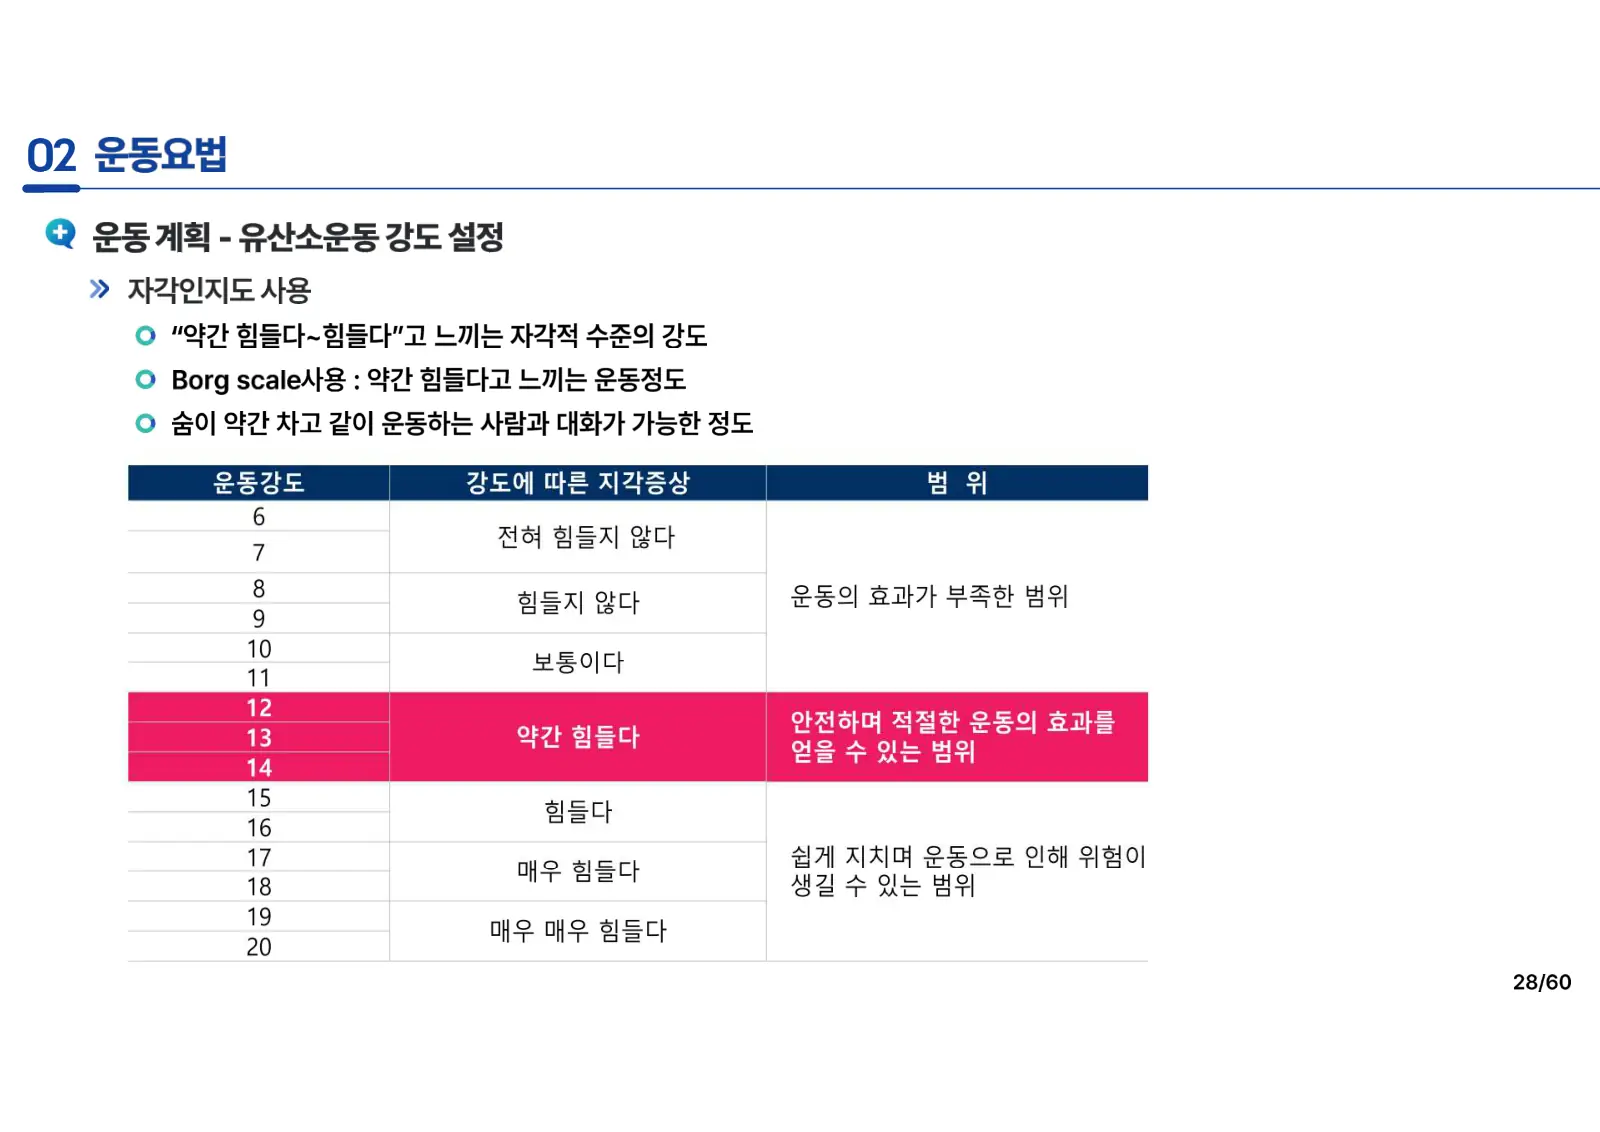 02 운동요법
운동 계획 - 유산소운동 강도 설정
자각인지도 사용
“약간 힘들다~힘들다”고 느끼는 자각적 수준의 강도
Borg scale사용 : 약간 힘들다고 느끼는 운동정도
숨이 약간 차고 같이 운동하는 사람과 대화가 가능한 정도
운동강도 강도에 따른 지각증상 범 위
6
전혀 힘들지 않다
7
8
운동의 효과가 부족한 범위
힘들지 않다
9
10
보통이다
11
12
안전하며 적절한 운동의 효과를
13
약간 힘들다
얻을 수 있는 범위
14
15
힘들다
16
17
쉽게 지치며 운동으로 인해 위험이
매우 힘들다
생길 수 있는 범위
18
19
매우 매우 힘들다
20
28/60